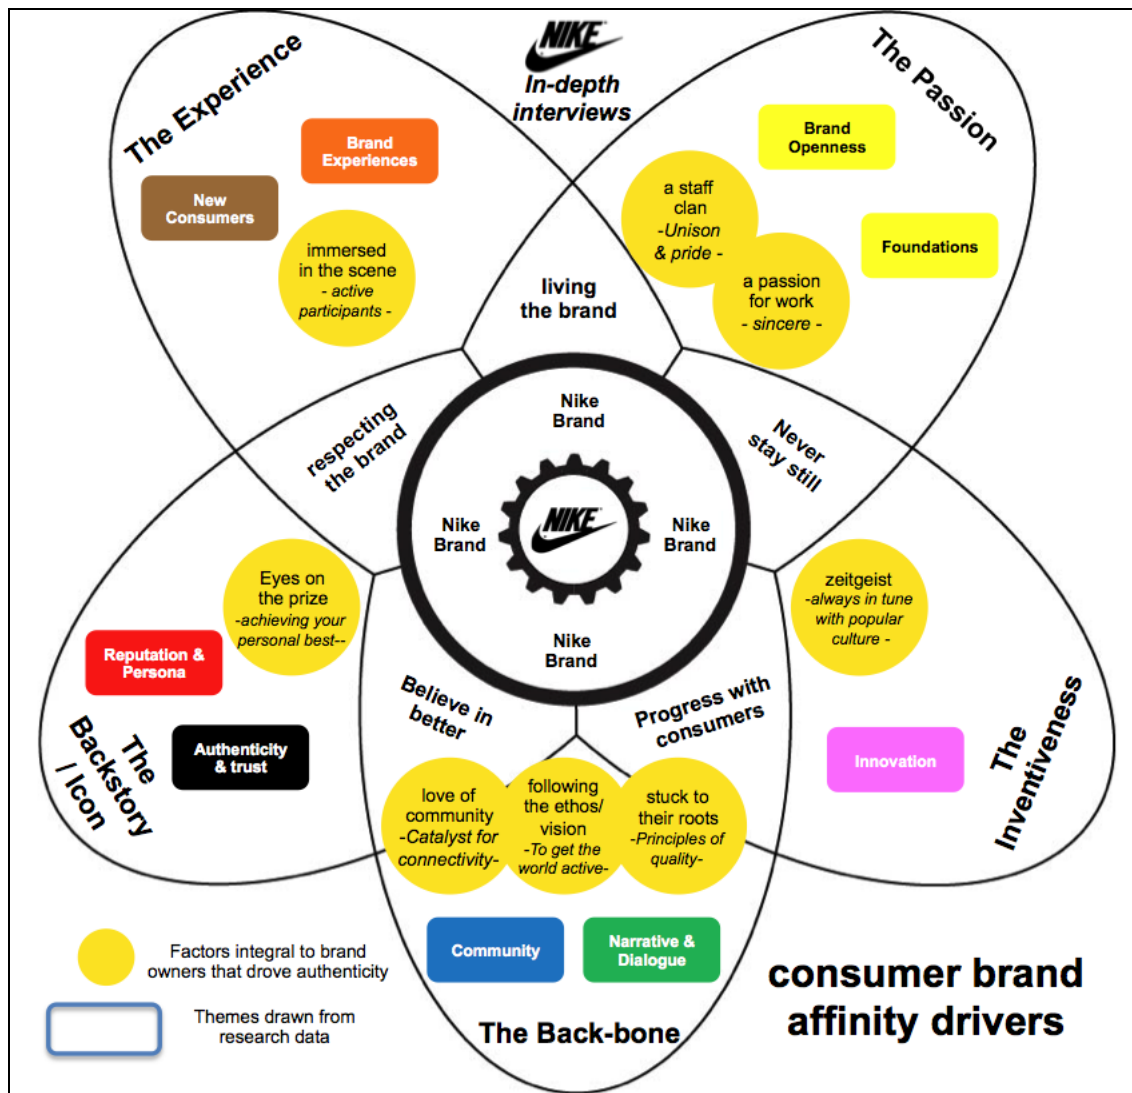 NIKE
In-depth
interviews
The Experience
The Passion
Brand
Experiences
New
Consumers
immersed
in the scene
- active
participants -
Brand
Openness
a staff
clan
-Unison
& pride -
Foundations
a passion
for work
- sincere -
living
the brand
respecting
the brand
Never
stay still
Nike
Brand
Nike
Brand
NIKE
Nike
Brand
Nike
Brand
Eyes on
the prize
-achieving your
personal best--
Reputation &
Persona
Authenticity
& trust
The
Backstory
/ Icon
zeitgeist
-always in tune
with popular
culture -
Innovation
The
Inventiveness
Believe in
better
Progress with
consumers
love of
community
-Catalyst for
connectivity-
following
the ethos/
vision
-To get the
world active-
stuck to
their roots
-Principles of
quality-
Community
Narrative &
Dialogue
The Back-bone
Factors integral to brand
owners that drove authenticity
Themes drawn from
research data
consumer brand
affinity drivers